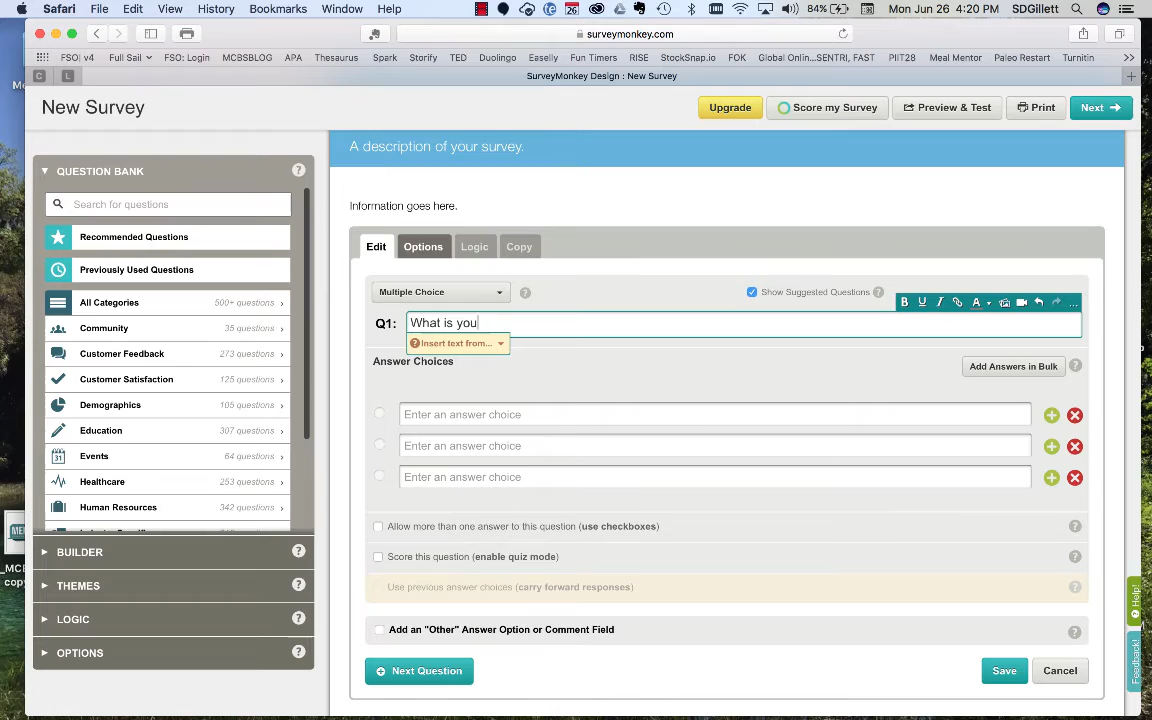 Safari File Edit View History Bookmarks Window Help 26 84% Mon Jun 26 4:20 PM SDGillett
surveymonkey.com
FSO| v4 Full Sail FSO: Login MCBSBLOG APA Thesaurus Spark Storify TED Duolingo Easelly Fun Timers RISE StockSnap.io FOK Global Onlin...SENTRI, FAST PIIT28 Meal Mentor Paleo Restart Turnitin
C L SurveyMonkey Design : New Survey
New Survey Upgrade Score my Survey Preview & Test Print Next
A description of your survey.
QUESTION BANK
Search for questions
Information goes here.
Recommended Questions
Edit Options Logic Copy
Previously Used Questions
Multiple Choice Show Suggested Questions B U I A ...
All Categories 500+ questions
Q1: What is you
Community 35 questions
Insert text from...
Customer Feedback 273 questions
Answer Choices Add Answers in Bulk
Customer Satisfaction 125 questions
Demographics 105 questions
Enter an answer choice
Education 307 questions
Enter an answer choice
Events 31 64 questions
Enter an answer choice
Healthcare 253 questions
Human Resources 342 questions
Allow more than one answer to this question (use checkboxes)
BUILDER
Score this question (enable quiz mode)
THEMES
Use previous answer choices (carry forward responses)
Help!
LOGIC
Add an "Other" Answer Option or Comment Field
OPTIONS
Feedback!
Next Question Save Cancel
_MCB
copy